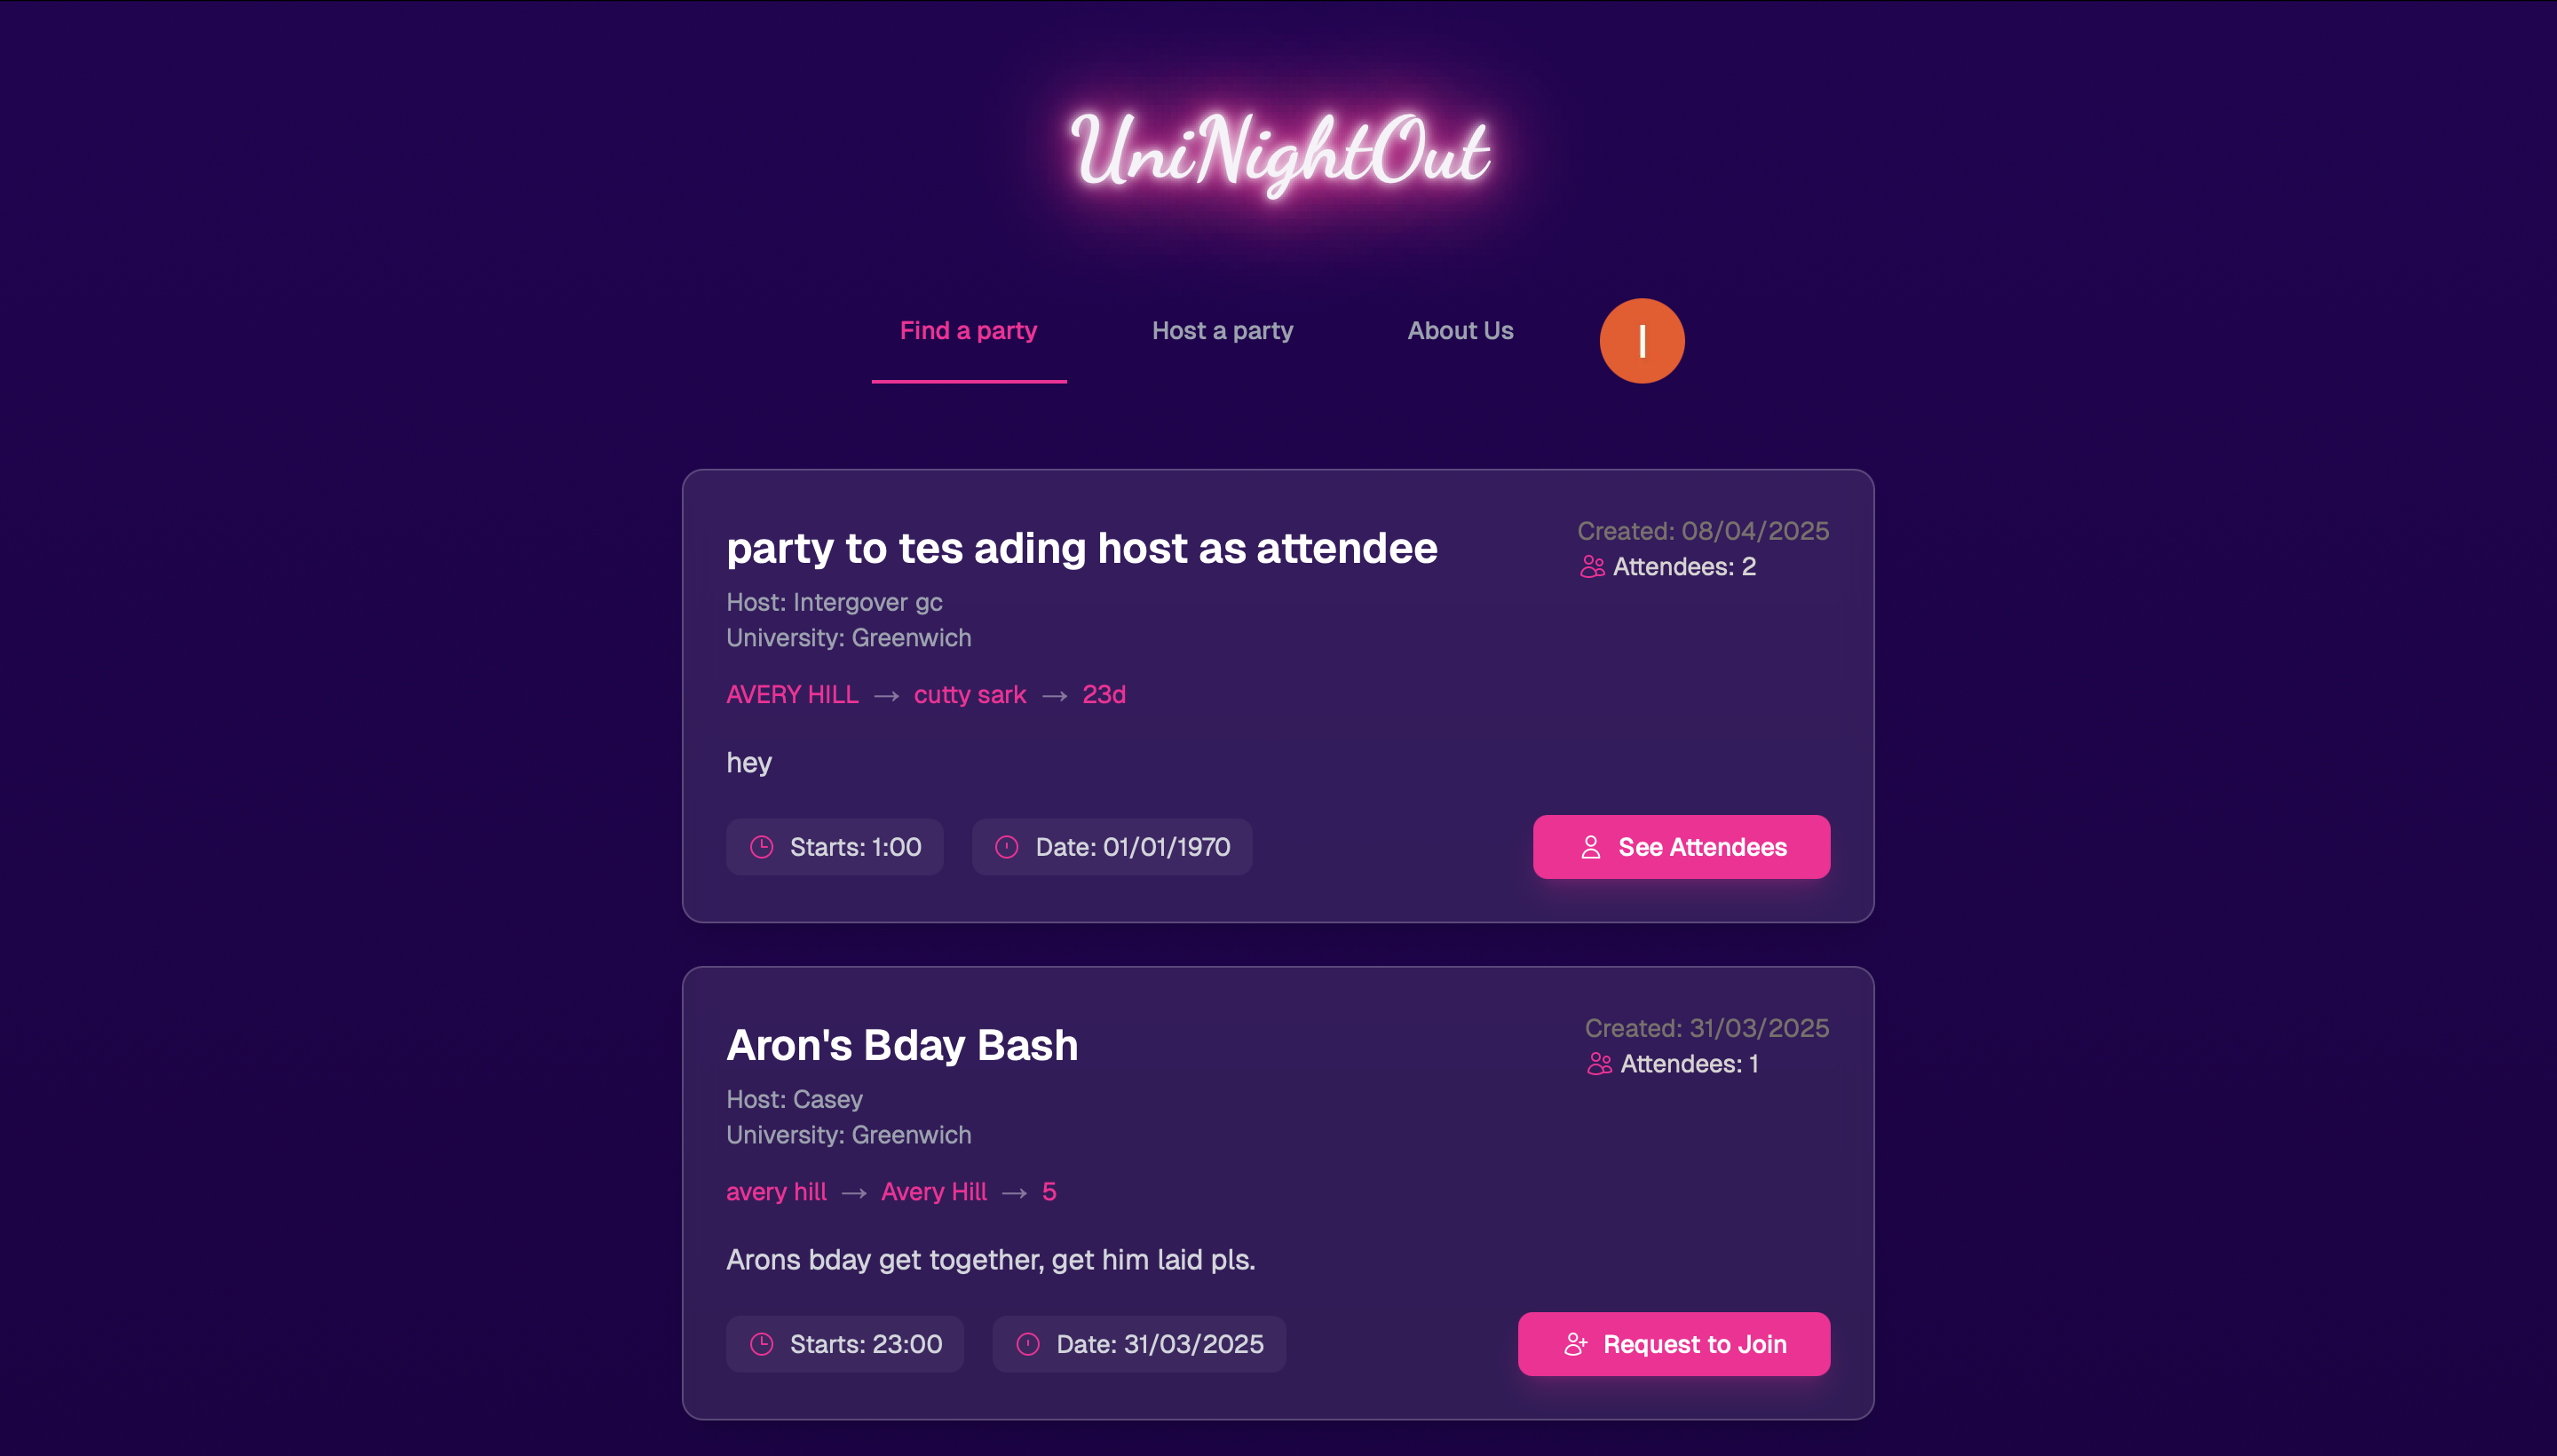 UniNightOut
Find a party
Host a party
About Us
I
party to tes ading host as attendee
Created: 08/04/2025
Attendees: 2
Host: Intergover gc
University: Greenwich
AVERY HILL → cutty sark → 23d
hey
Starts: 1:00
Date: 01/01/1970
See Attendees
Aron's Bday Bash
Created: 31/03/2025
Attendees: 1
Host: Casey
University: Greenwich
avery hill → Avery Hill → 5
Arons bday get together, get him laid pls.
Starts: 23:00
Date: 31/03/2025
Request to Join